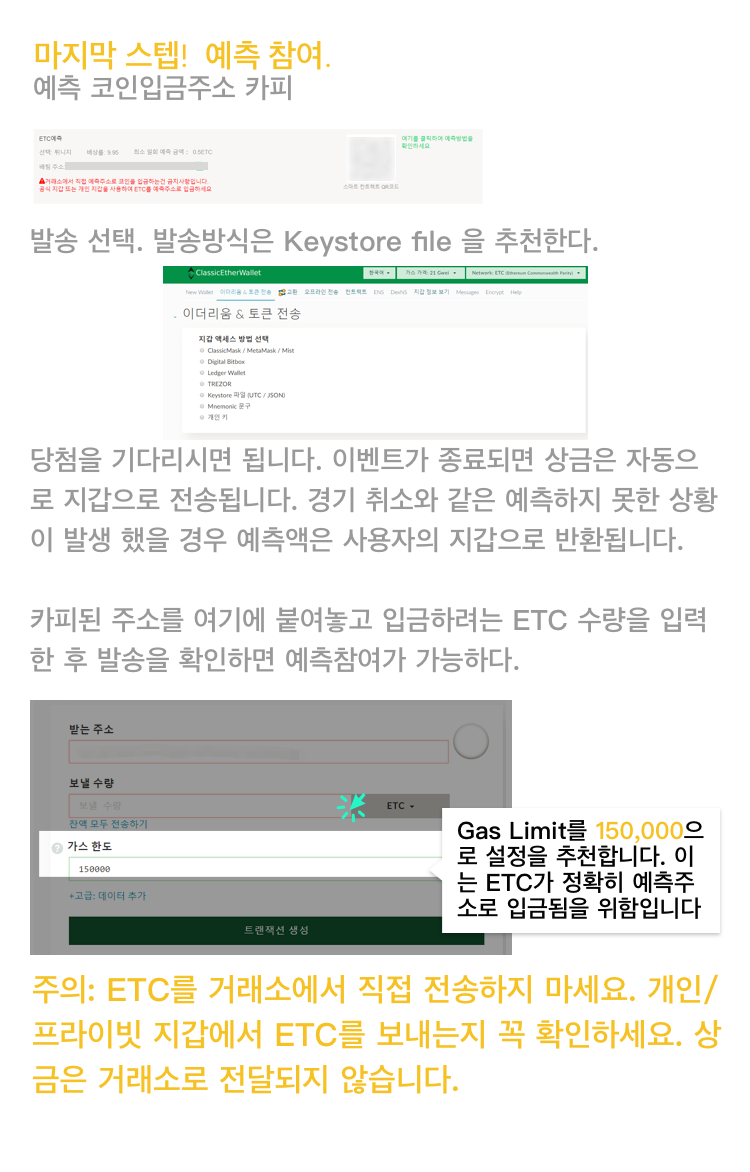 마지막 스텝! 예측 참여.
예측 코인입금주소 카피
ETC예측
선택: 튀니지 배상률: 9.95 최소 일회 예측 금액 : 0.5ETC
배팅 주소:
거래소에서 직접 예측주소로 코인을 입금하는건 금지사항입니다
공식 지갑 또는 개인 지갑을 사용하여 ETC를 예측주소로 입금하세요
여기를 클릭하여 예측방법을
확인하세요
스마트 컨트랙트 QR코드
발송 선택. 발송방식은 Keystore file 을 추천한다.
ClassicEtherWallet
한국어 가스 가격: 21 Gwei Network: ETC (Ethereum Commonwealth Parity)
New Wallet 이더리움 & 토큰 전송 교환 오프라인 전송 컨트랙트 ENS DexNS 지갑 정보 보기 Messages Encrypt Help
이더리움 & 토큰 전송
지갑 액세스 방법 선택
ClassicMask / MetaMask / Mist
Digital Bitbox
Ledger Wallet
TREZOR
Keystore 파일 (UTC / JSON)
Mnemonic 문구
개인 키
당첨을 기다리시면 됩니다. 이벤트가 종료되면 상금은 자동으
로 지갑으로 전송됩니다. 경기 취소와 같은 예측하지 못한 상황
이 발생 했을 경우 예측액은 사용자의 지갑으로 반환됩니다.
카피된 주소를 여기에 붙여놓고 입금하려는 ETC 수량을 입력
한 후 발송을 확인하면 예측참여가 가능하다.
받는 주소
보낼 수량
보낼 수량
ETC
잔액 모두 전송하기
가스 한도
150000
+고급: 데이터 추가
트랜잭션 생성
Gas Limit를 150,000으
로 설정을 추천합니다. 이
는 ETC가 정확히 예측주
소로 입금됨을 위함입니다
주의: ETC를 거래소에서 직접 전송하지 마세요. 개인/
프라이빗 지갑에서 ETC를 보내는지 꼭 확인하세요. 상
금은 거래소로 전달되지 않습니다.